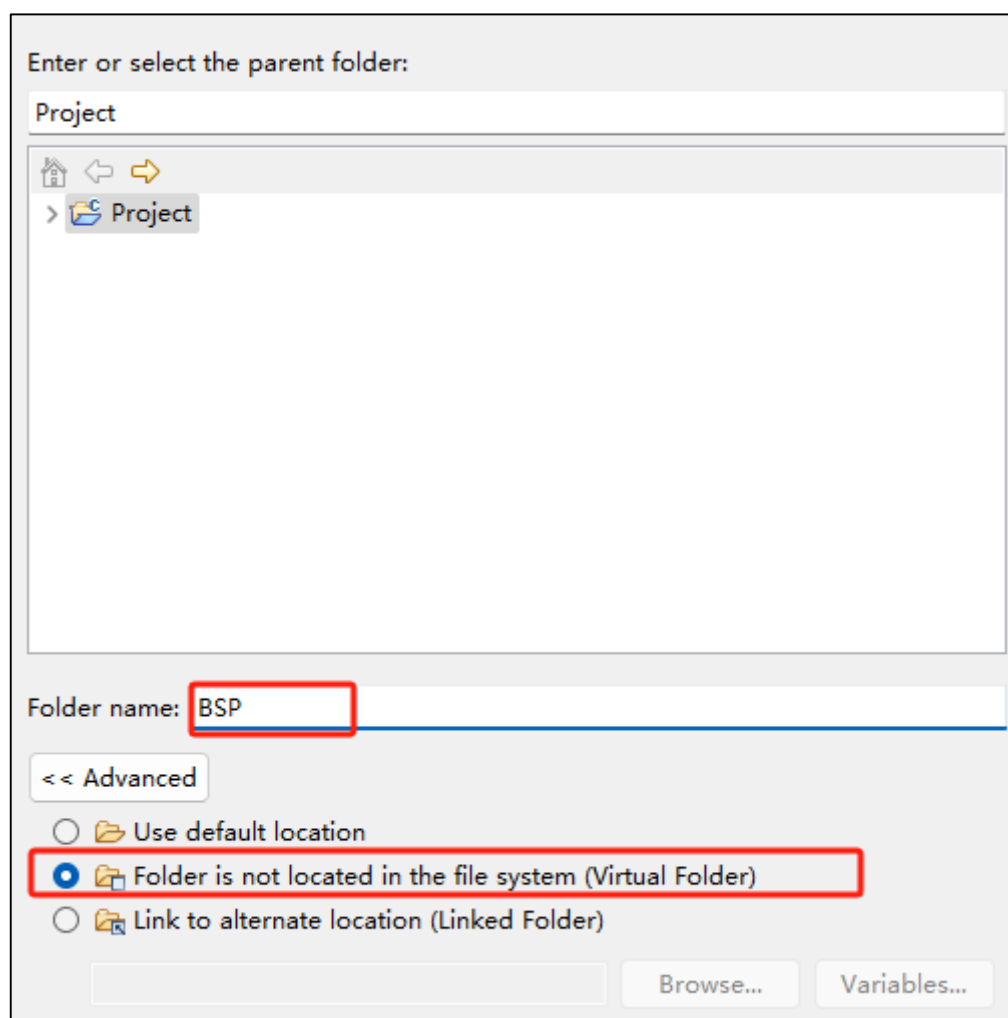 Enter or select the parent folder:
Project
Project
Folder name: BSP
<< Advanced
Use default location
Folder is not located in the file system (Virtual Folder)
Link to alternate location (Linked Folder)
Browse... Variables...